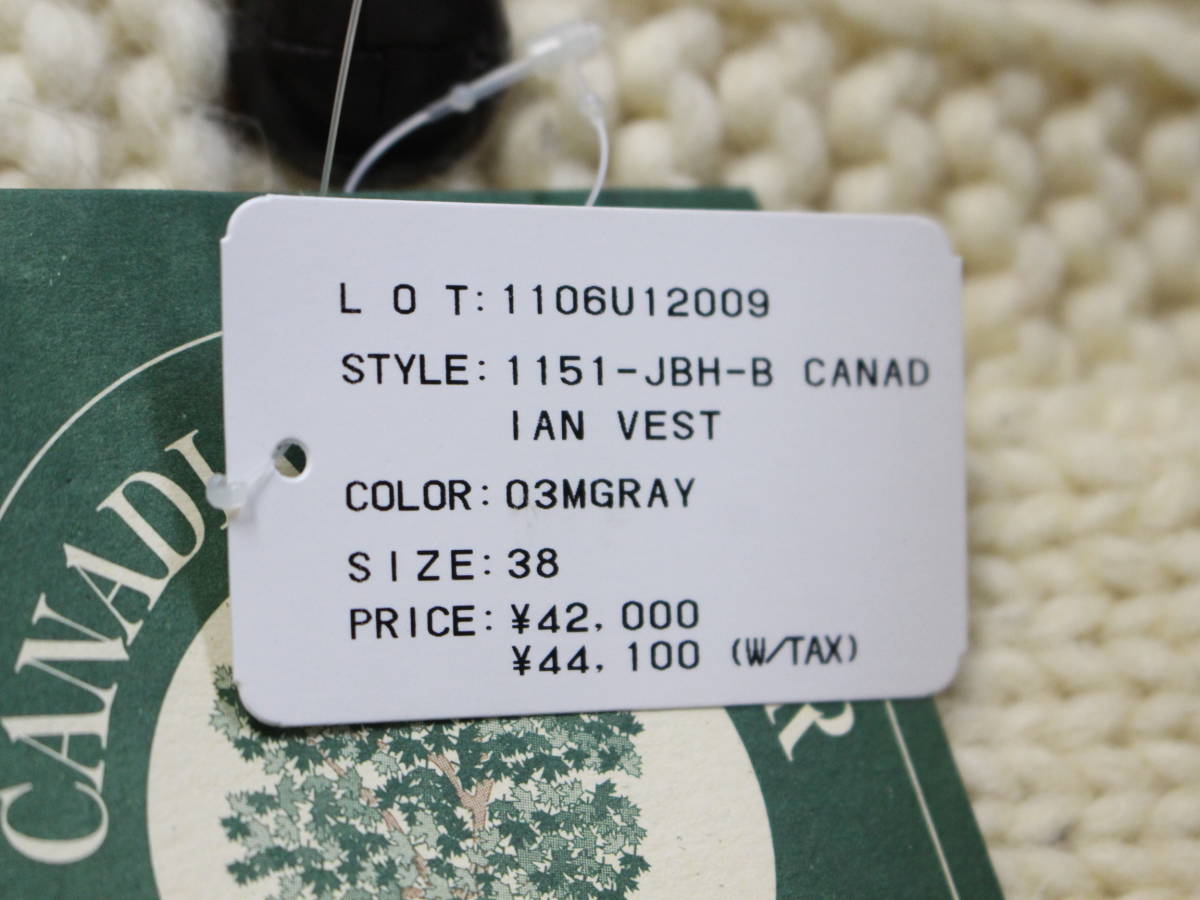 L O T: 1106U12009
STYLE: 1151-JBH-B CANAD
IAN VEST
COLOR: 03MGRAY
SIZE: 38
PRICE: ¥42,000
¥44,100 (W/TAX)
CANADI
R